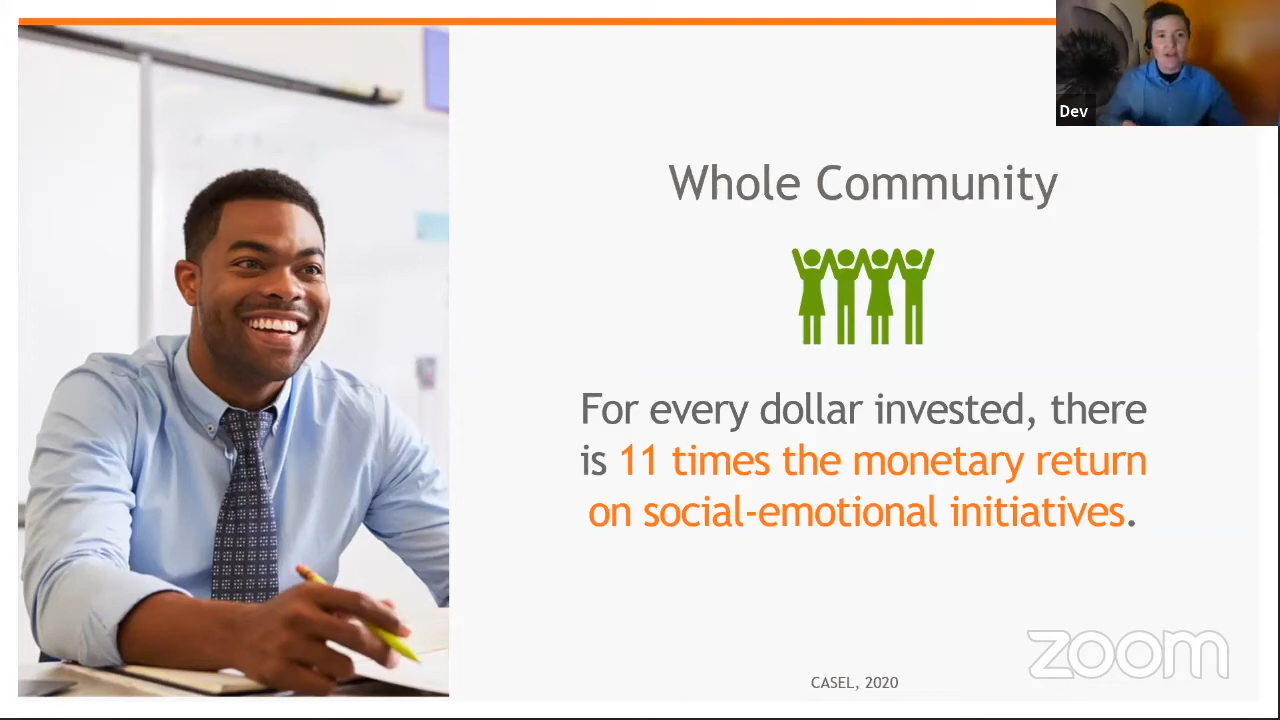 Dev
Whole Community
For every dollar invested, there
is 11 times the monetary return
on social-emotional initiatives.
zoom
CASEL, 2020